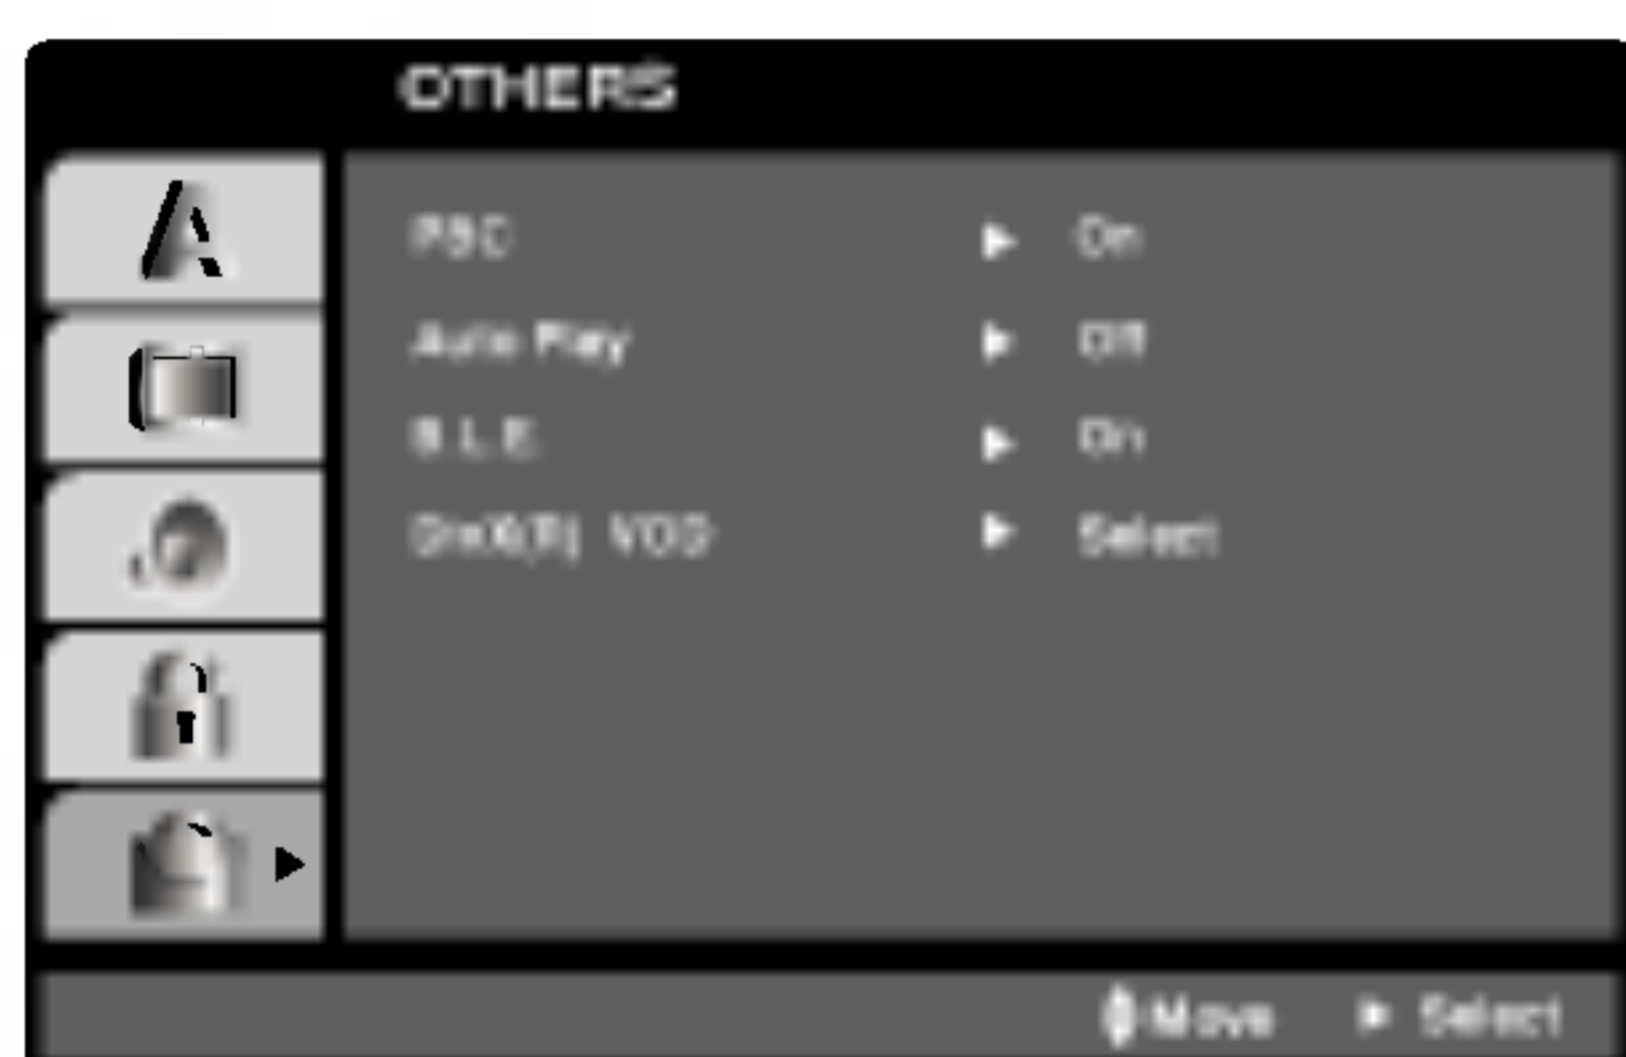 OTHERS
PBC ► On
Auto Play ► Off
B.L.E. ► On
DivX(R) VOD ► Select
Move ► Select